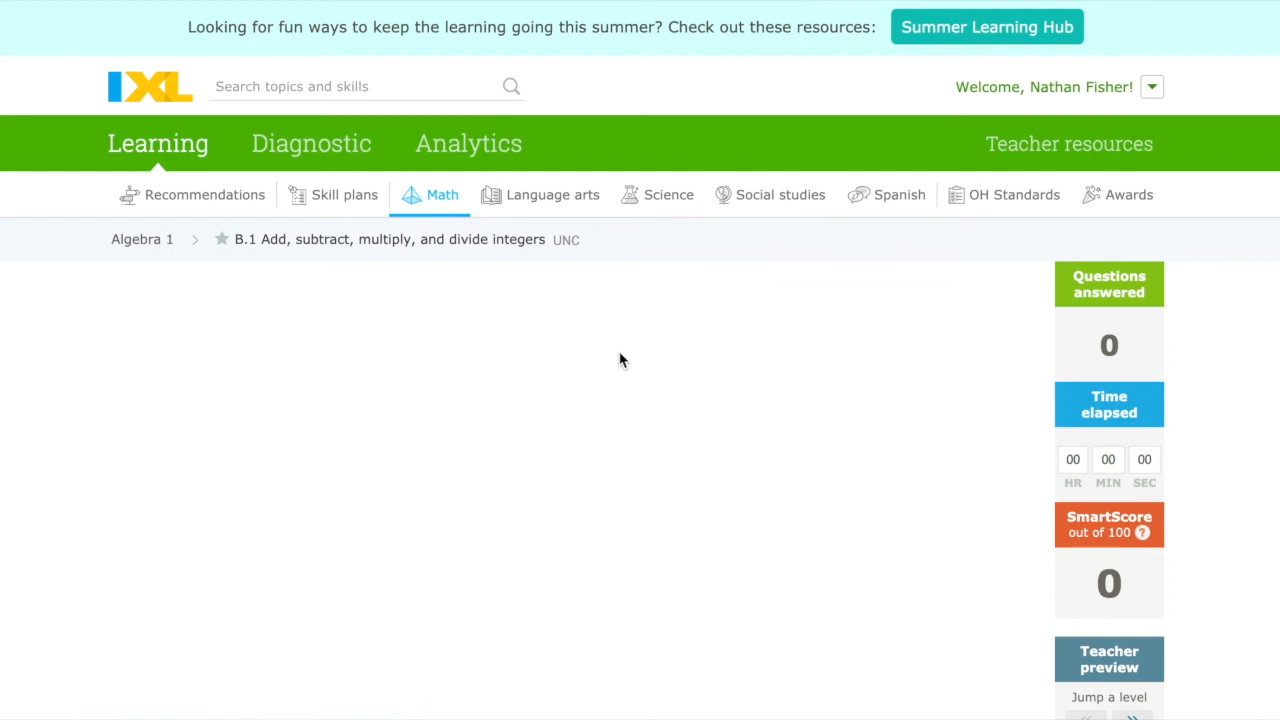 Looking for fun ways to keep the learning going this summer? Check out these resources: Summer Learning Hub
IXL Search topics and skills Welcome, Nathan Fisher!
Learning Diagnostic Analytics Teacher resources
Recommendations Skill plans Math Language arts Science Social studies Spanish OH Standards Awards
Algebra 1 > B.1 Add, subtract, multiply, and divide integers UNC
Questions
answered
0
Time
elapsed
00 00 00
HR MIN SEC
SmartScore
out of 100 ?
0
Teacher
preview
Jump a level